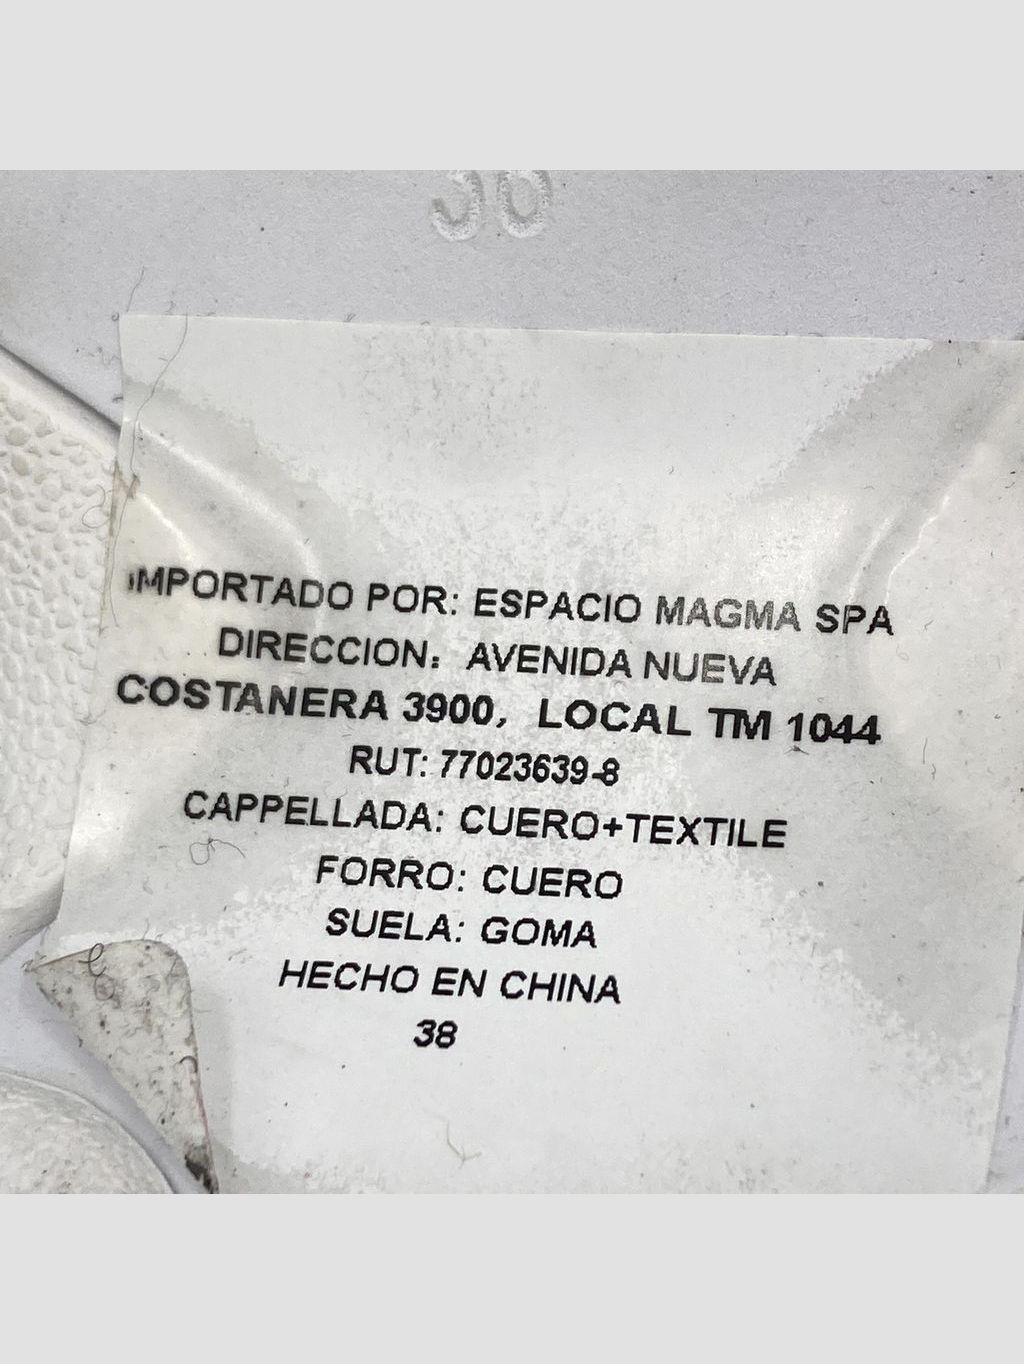 IMPORTADO POR: ESPACIO MAGMA SPA
DIRECCION: AVENIDA NUEVA
COSTANERA 3900, LOCAL TM 1044
RUT: 77023639-8
CAPPELLADA: CUERO+TEXTILE
FORRO: CUERO
SUELA: GOMA
HECHO EN CHINA
38